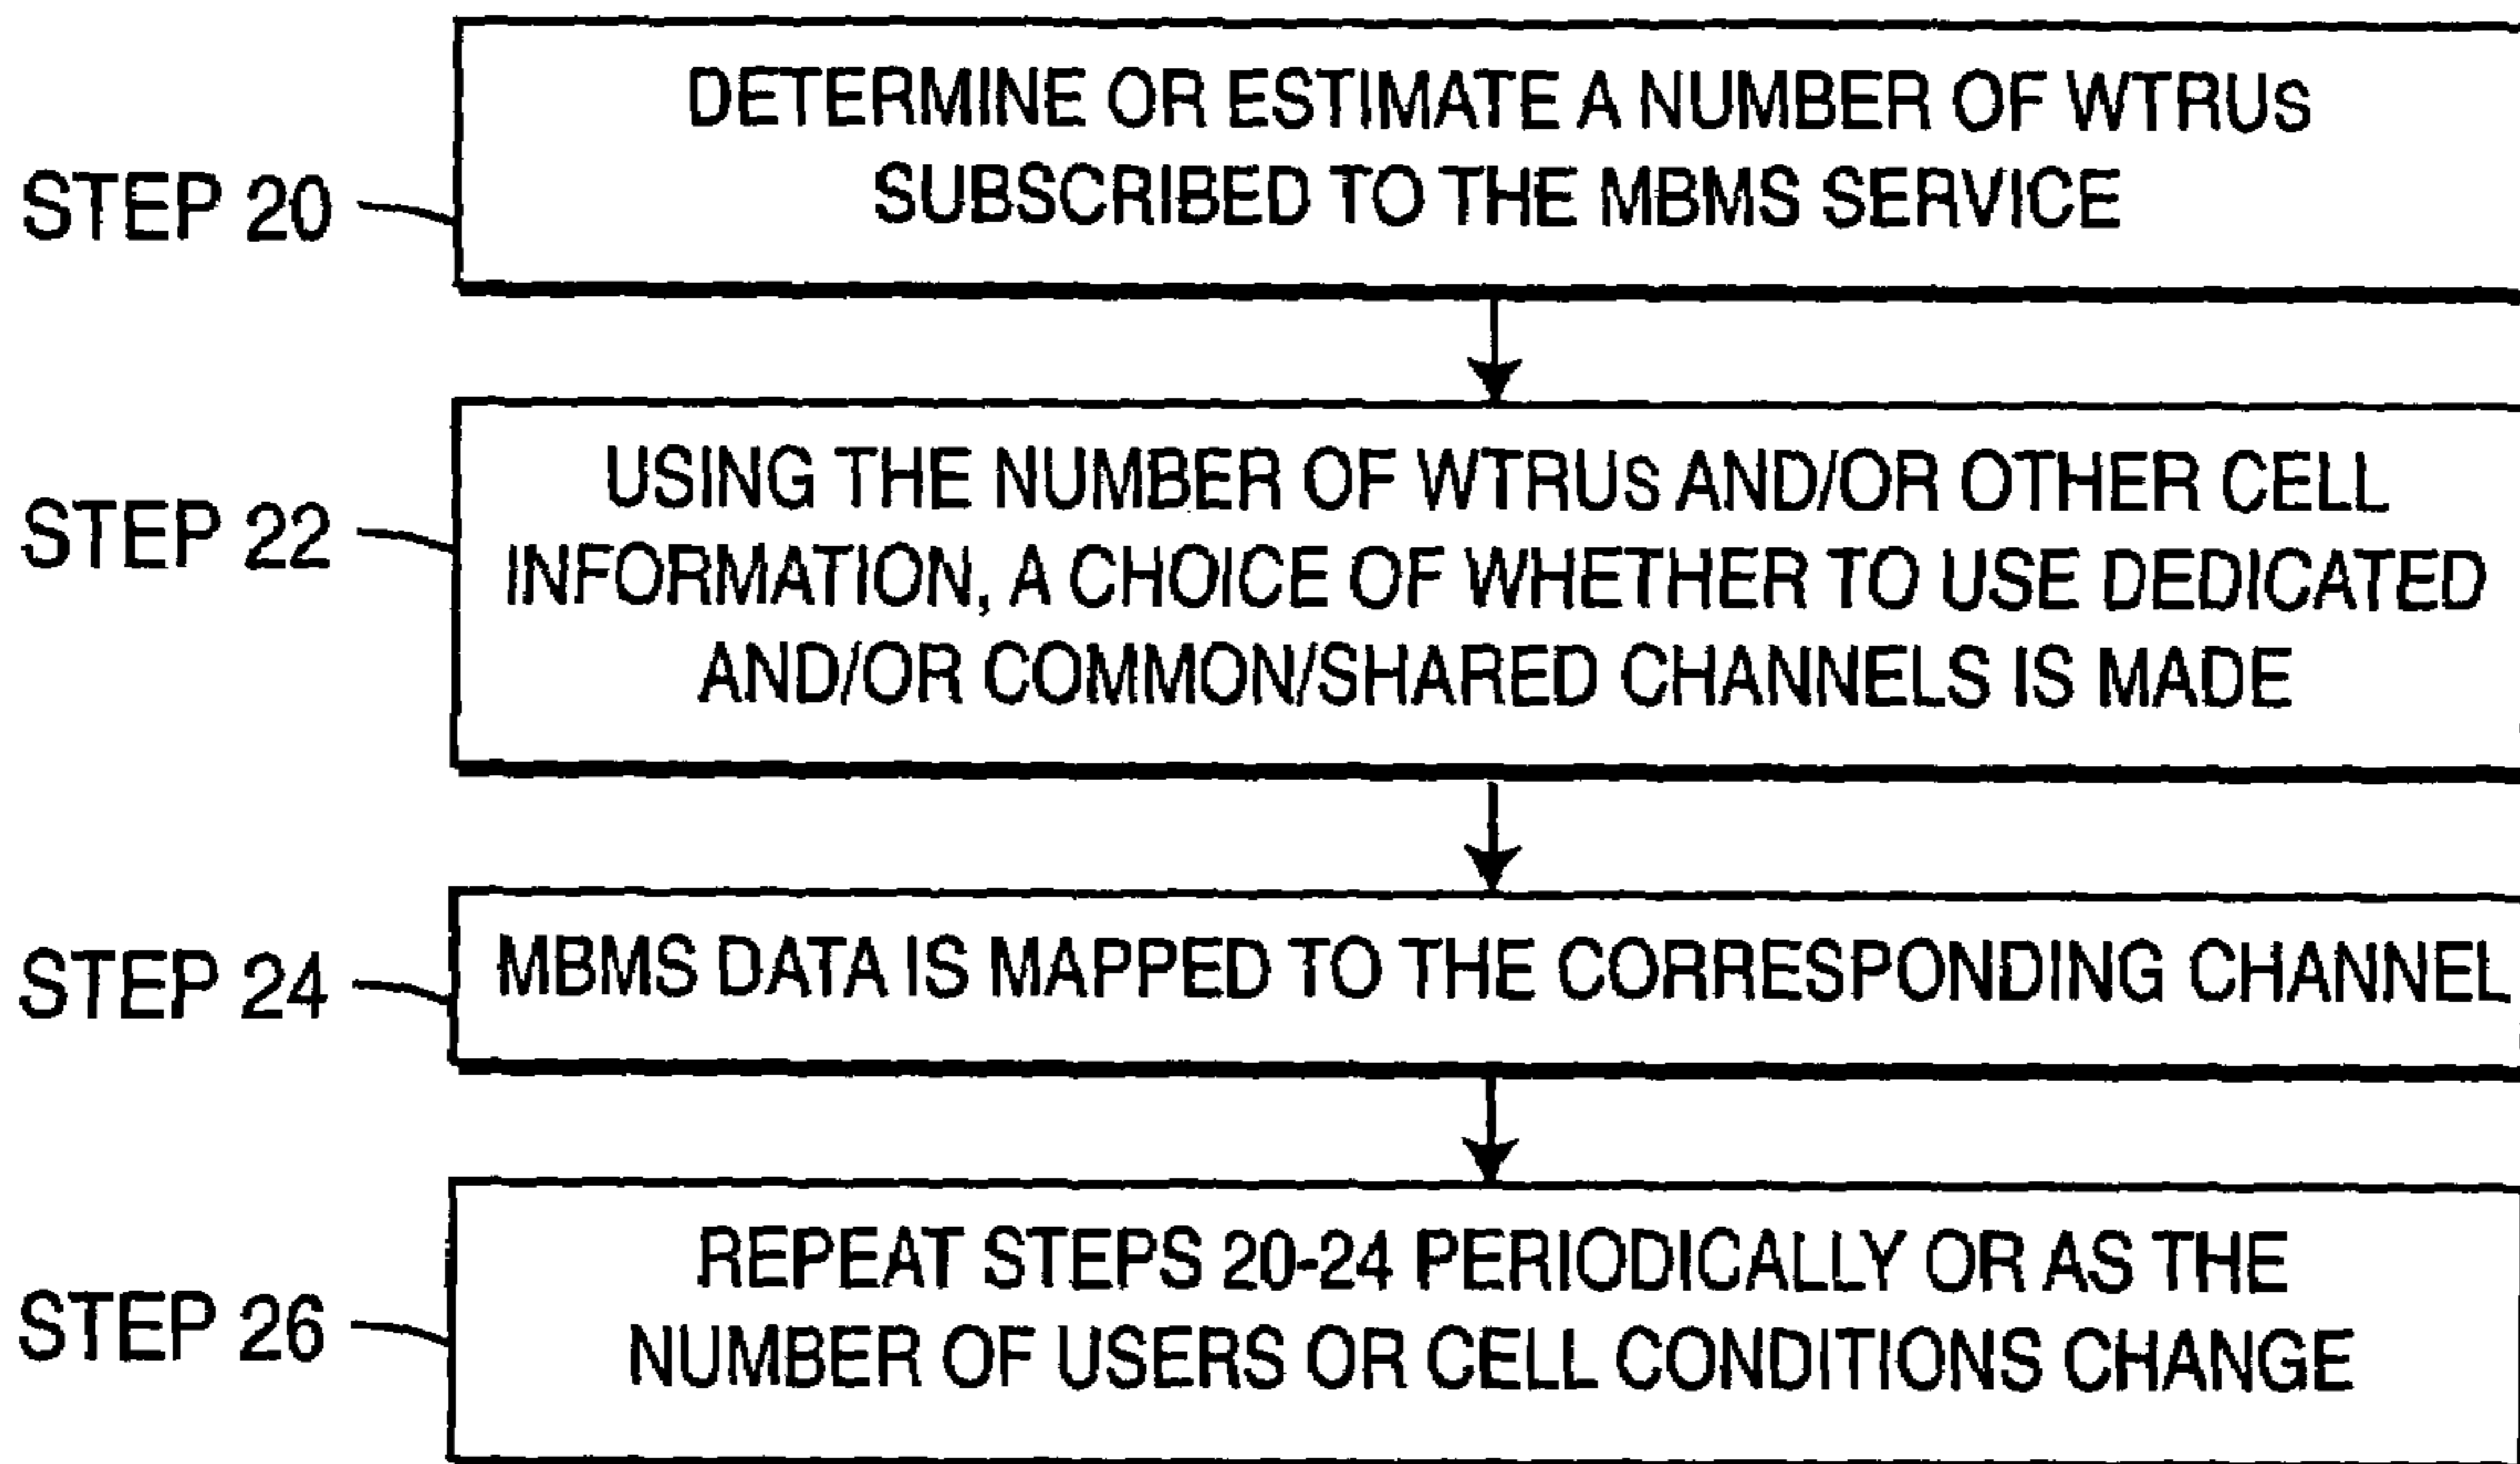 STEP 20
DETERMINE OR ESTIMATE A NUMBER OF WTRUs
SUBSCRIBED TO THE MBMS SERVICE
STEP 22
USING THE NUMBER OF WTRUs AND/OR OTHER CELL
INFORMATION, A CHOICE OF WHETHER TO USE DEDICATED
AND/OR COMMON/SHARED CHANNELS IS MADE
STEP 24
MBMS DATA IS MAPPED TO THE CORRESPONDING CHANNEL
STEP 26
REPEAT STEPS 20-24 PERIODICALLY OR AS THE
NUMBER OF USERS OR CELL CONDITIONS CHANGE